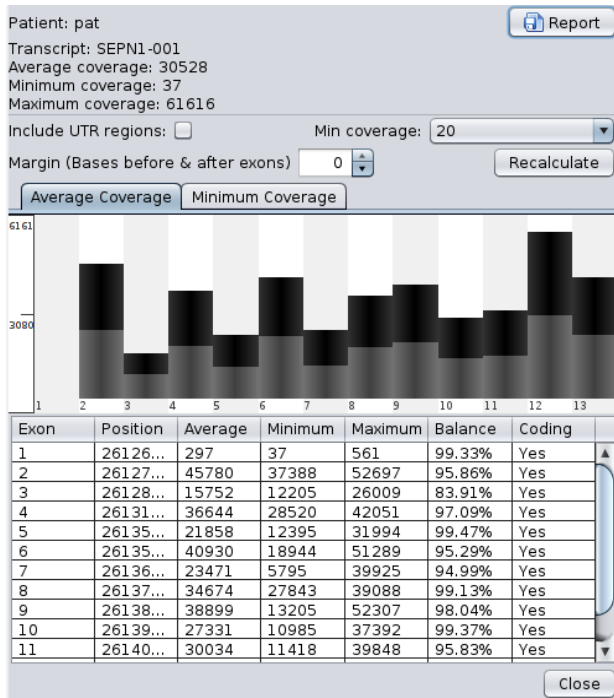 Patient: pat
Report
Transcript: SEPN1-001
Average coverage: 30528
Minimum coverage: 37
Maximum coverage: 61616
Include UTR regions:
Min coverage: 20
Margin (Bases before & after exons) 0
Recalculate
Average Coverage Minimum Coverage
6161
3080
1 2 3 4 5 6 7 8 9 10 11 12 13
Exon Position Average Minimum Maximum Balance Coding
1 26126... 297 37 561 99.33% Yes
2 26127... 45780 37388 52697 95.86% Yes
3 26128... 15752 12205 26009 83.91% Yes
4 26131... 36644 28520 42051 97.09% Yes
5 26135... 21858 12395 31994 99.47% Yes
6 26135... 40930 18944 51289 95.29% Yes
7 26136... 23471 5795 39925 94.99% Yes
8 26137... 34674 27843 39088 99.13% Yes
9 26138... 38899 13205 52307 98.04% Yes
10 26139... 27331 10985 37392 99.37% Yes
11 26140... 30034 11418 39848 95.83% Yes
Close